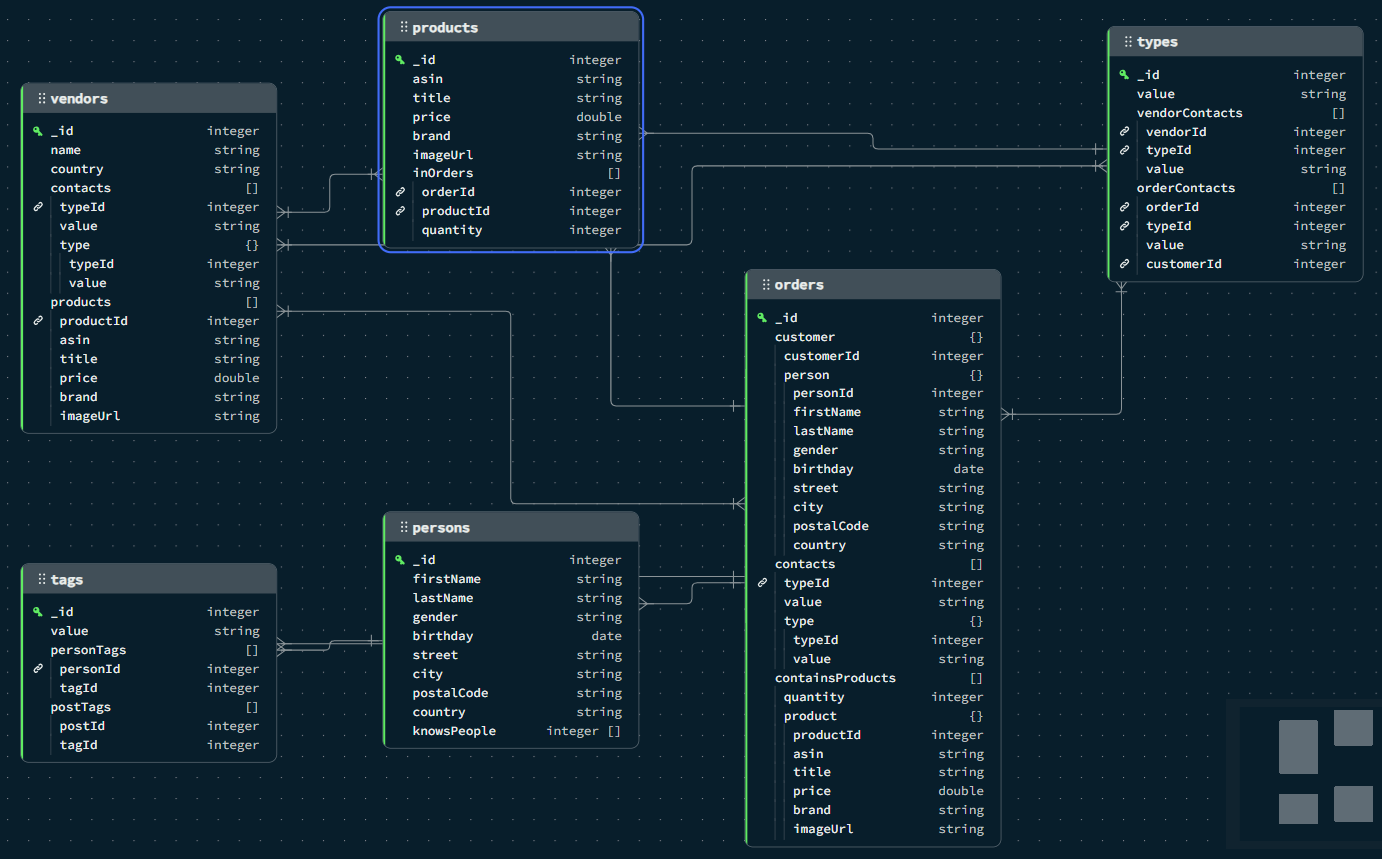 products
_id integer
asin string
title string
price double
brand string
imageUrl string
inOrders []
orderId integer
productId integer
quantity integer
types
_id integer
value string
vendorContacts []
vendorId integer
typeId integer
value string
orderContacts []
orderId integer
typeId integer
value string
customerId integer
vendors
_id integer
name string
country string
contacts []
typeId integer
value string
type {}
typeId integer
value string
products []
productId integer
asin string
title string
price double
brand string
imageUrl string
orders
_id integer
customer {}
customerId integer
person {}
personId integer
firstName string
lastName string
gender string
birthday date
street string
city string
postalCode string
country string
contacts []
typeId integer
value string
type {}
typeId integer
value string
containsProducts []
quantity integer
product {}
productId integer
asin string
title string
price double
brand string
imageUrl string
persons
_id integer
firstName string
lastName string
gender string
birthday date
street string
city string
postalCode string
country string
knowsPeople integer []
tags
_id integer
value string
personTags []
personId integer
tagId integer
postTags []
postId integer
tagId integer